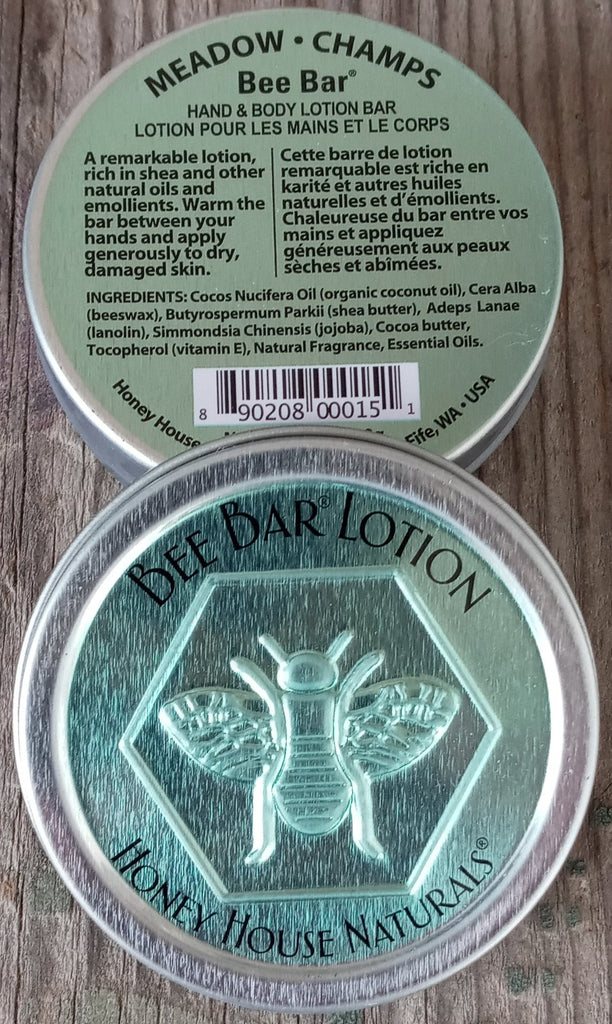 MEADOW • CHAMPS
Bee Bar®
HAND & BODY LOTION BAR
LOTION POUR LES MAINS ET LE CORPS
A remarkable lotion,
rich in shea and other
natural oils and
emollients. Warm the
bar between your
hands and apply
generously to dry,
damaged skin.
Cette barre de lotion
remarquable est riche en
karité et autres huiles
naturelles et d'émollients.
Chaleureuse du bar entre vos
mains et appliquez
généreusement aux peaux
sèches et abîmées.
INGREDIENTS: Cocos Nucifera Oil (organic coconut oil), Cera Alba
(beeswax), Butyrospermum Parkii (shea butter), Adeps Lanae
(lanolin), Simmondsia Chinensis (jojoba), Cocoa butter,
Tocopherol (vitamin E), Natural Fragrance, Essential Oils.
8 90208 00015 1
Honey House
Fife, WA • USA
BEE BAR® LOTION
HONEY HOUSE NATURALS®